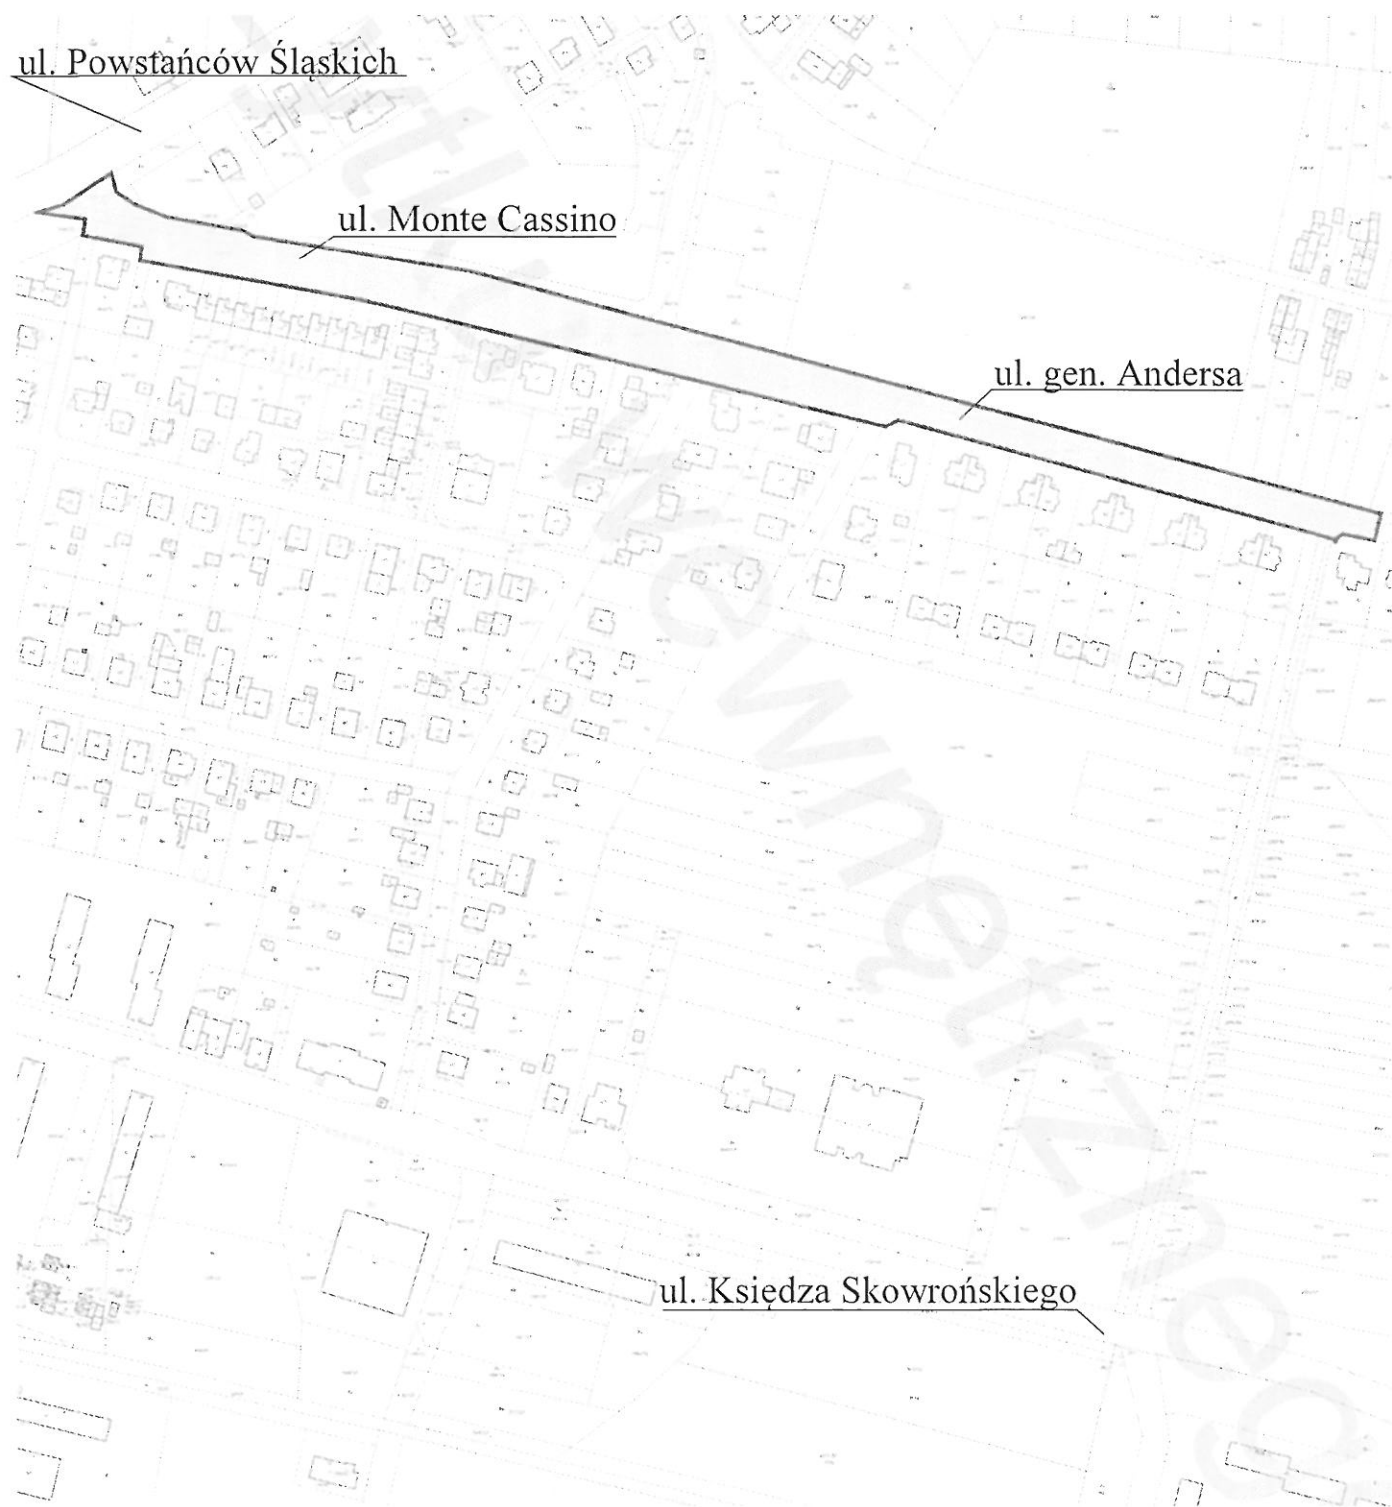 ul. Powstańców Śląskich
ul. Monte Cassino
ul. gen. Andersa
ul. Księdza Skowrońskiego